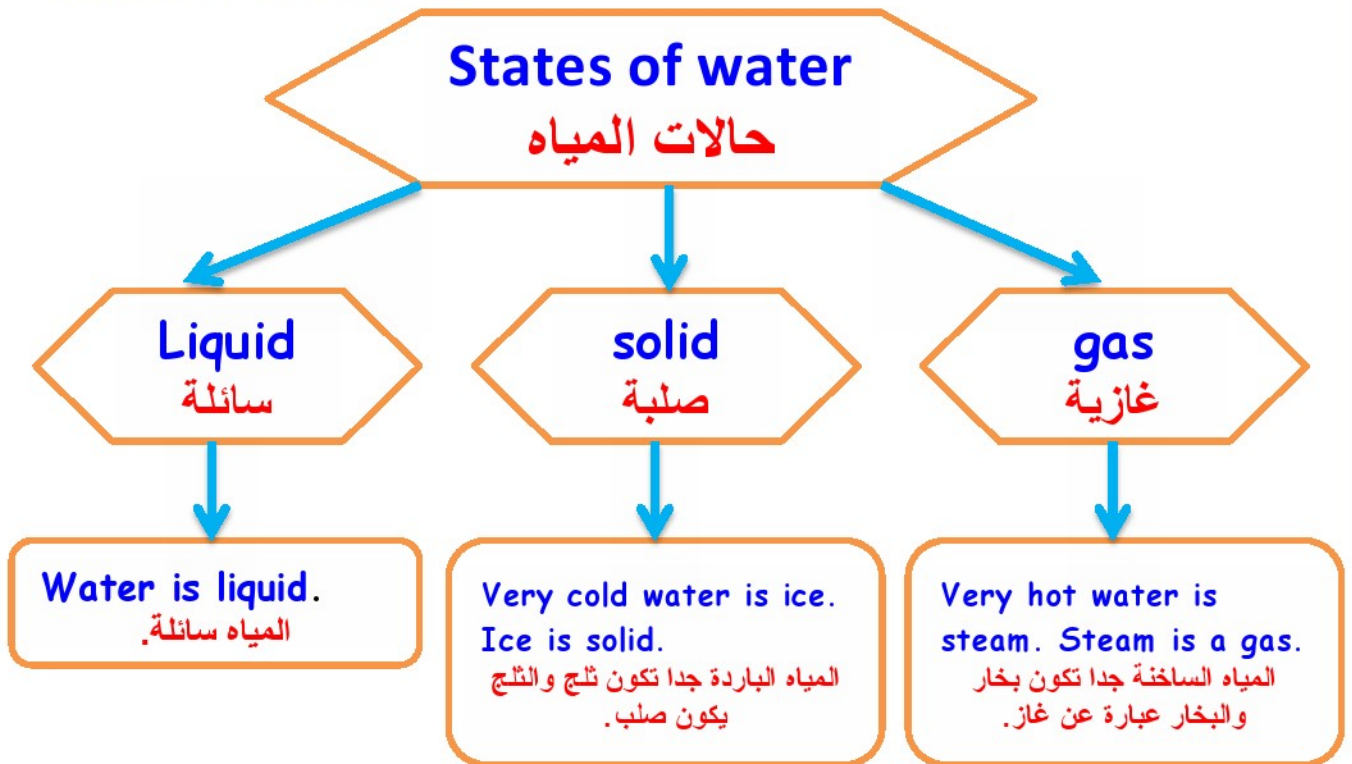 States of water
حالات المياه
Liquid
سائلة
solid
صلبة
gas
غازية
Water is liquid.
المياه سائلة.
Very cold water is ice.
Ice is solid.
المياه الباردة جدا تكون ثلج والثلج
يكون صلب.
Very hot water is
steam. Steam is a gas.
المياه الساخنة جدا تكون بخار
والبخار عبارة عن غاز.